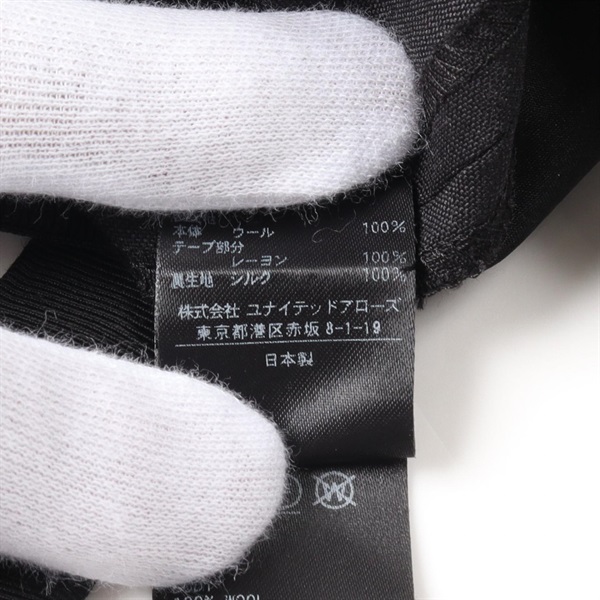 本体 ウール 100%
テープ部分
レーヨン 100%
裏生地 シルク 100%
株式会社 ユナイテッドアローズ
東京都港区赤坂8-1-19
日本製
W
100% WOOL